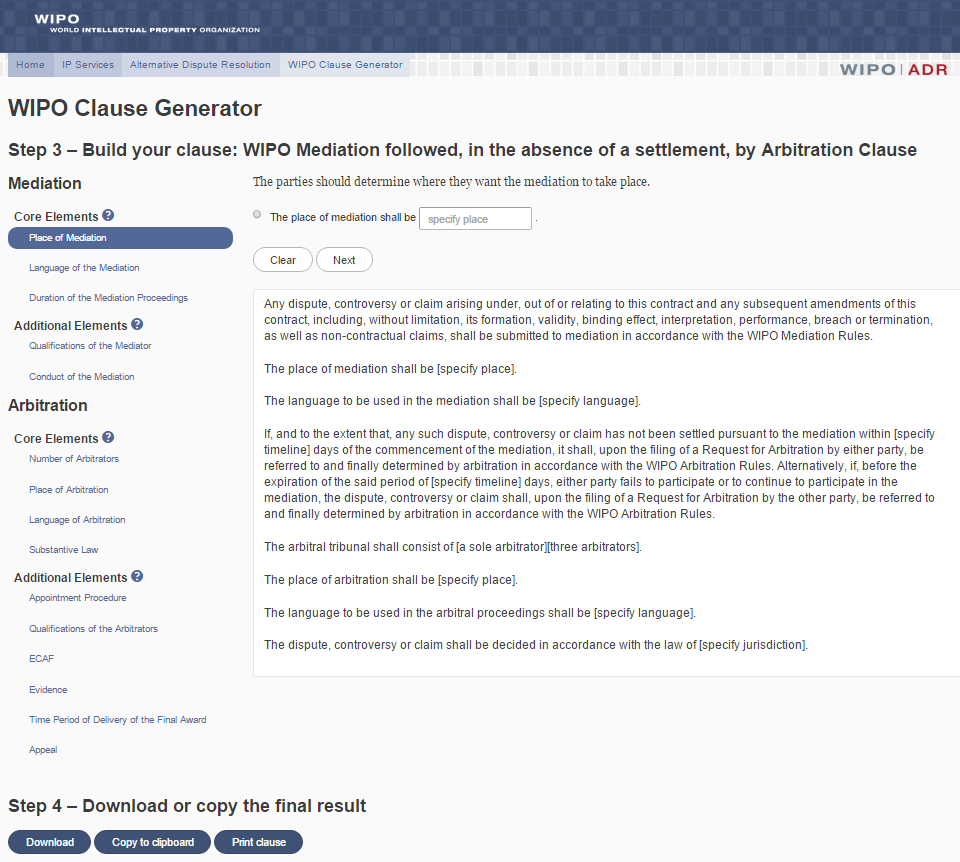 WIPO
WORLD INTELLECTUAL PROPERTY ORGANIZATION
Home IP Services Alternative Dispute Resolution WIPO Clause Generator
WIPO | ADR
WIPO Clause Generator
Step 3 – Build your clause: WIPO Mediation followed, in the absence of a settlement, by Arbitration Clause
Mediation
Core Elements ?
Place of Mediation
Language of the Mediation
Duration of the Mediation Proceedings
Additional Elements ?
Qualifications of the Mediator
Conduct of the Mediation
Arbitration
Core Elements ?
Number of Arbitrators
Place of Arbitration
Language of Arbitration
Substantive Law
Additional Elements ?
Appointment Procedure
Qualifications of the Arbitrators
ECAF
Evidence
Time Period of Delivery of the Final Award
Appeal
The parties should determine where they want the mediation to take place.
The place of mediation shall be specify place .
Clear Next
Any dispute, controversy or claim arising under, out of or relating to this contract and any subsequent amendments of this
contract, including, without limitation, its formation, validity, binding effect, interpretation, performance, breach or termination,
as well as non-contractual claims, shall be submitted to mediation in accordance with the WIPO Mediation Rules.
The place of mediation shall be [specify place].
The language to be used in the mediation shall be [specify language].
If, and to the extent that, any such dispute, controversy or claim has not been settled pursuant to the mediation within [specify
timeline] days of the commencement of the mediation, it shall, upon the filing of a Request for Arbitration by either party, be
referred to and finally determined by arbitration in accordance with the WIPO Arbitration Rules. Alternatively, if, before the
expiration of the said period of [specify timeline] days, either party fails to participate or to continue to participate in the
mediation, the dispute, controversy or claim shall, upon the filing of a Request for Arbitration by the other party, be referred to
and finally determined by arbitration in accordance with the WIPO Arbitration Rules.
The arbitral tribunal shall consist of [a sole arbitrator][three arbitrators].
The place of arbitration shall be [specify place].
The language to be used in the arbitral proceedings shall be [specify language].
The dispute, controversy or claim shall be decided in accordance with the law of [specify jurisdiction].
Step 4 – Download or copy the final result
Download Copy to clipboard Print clause